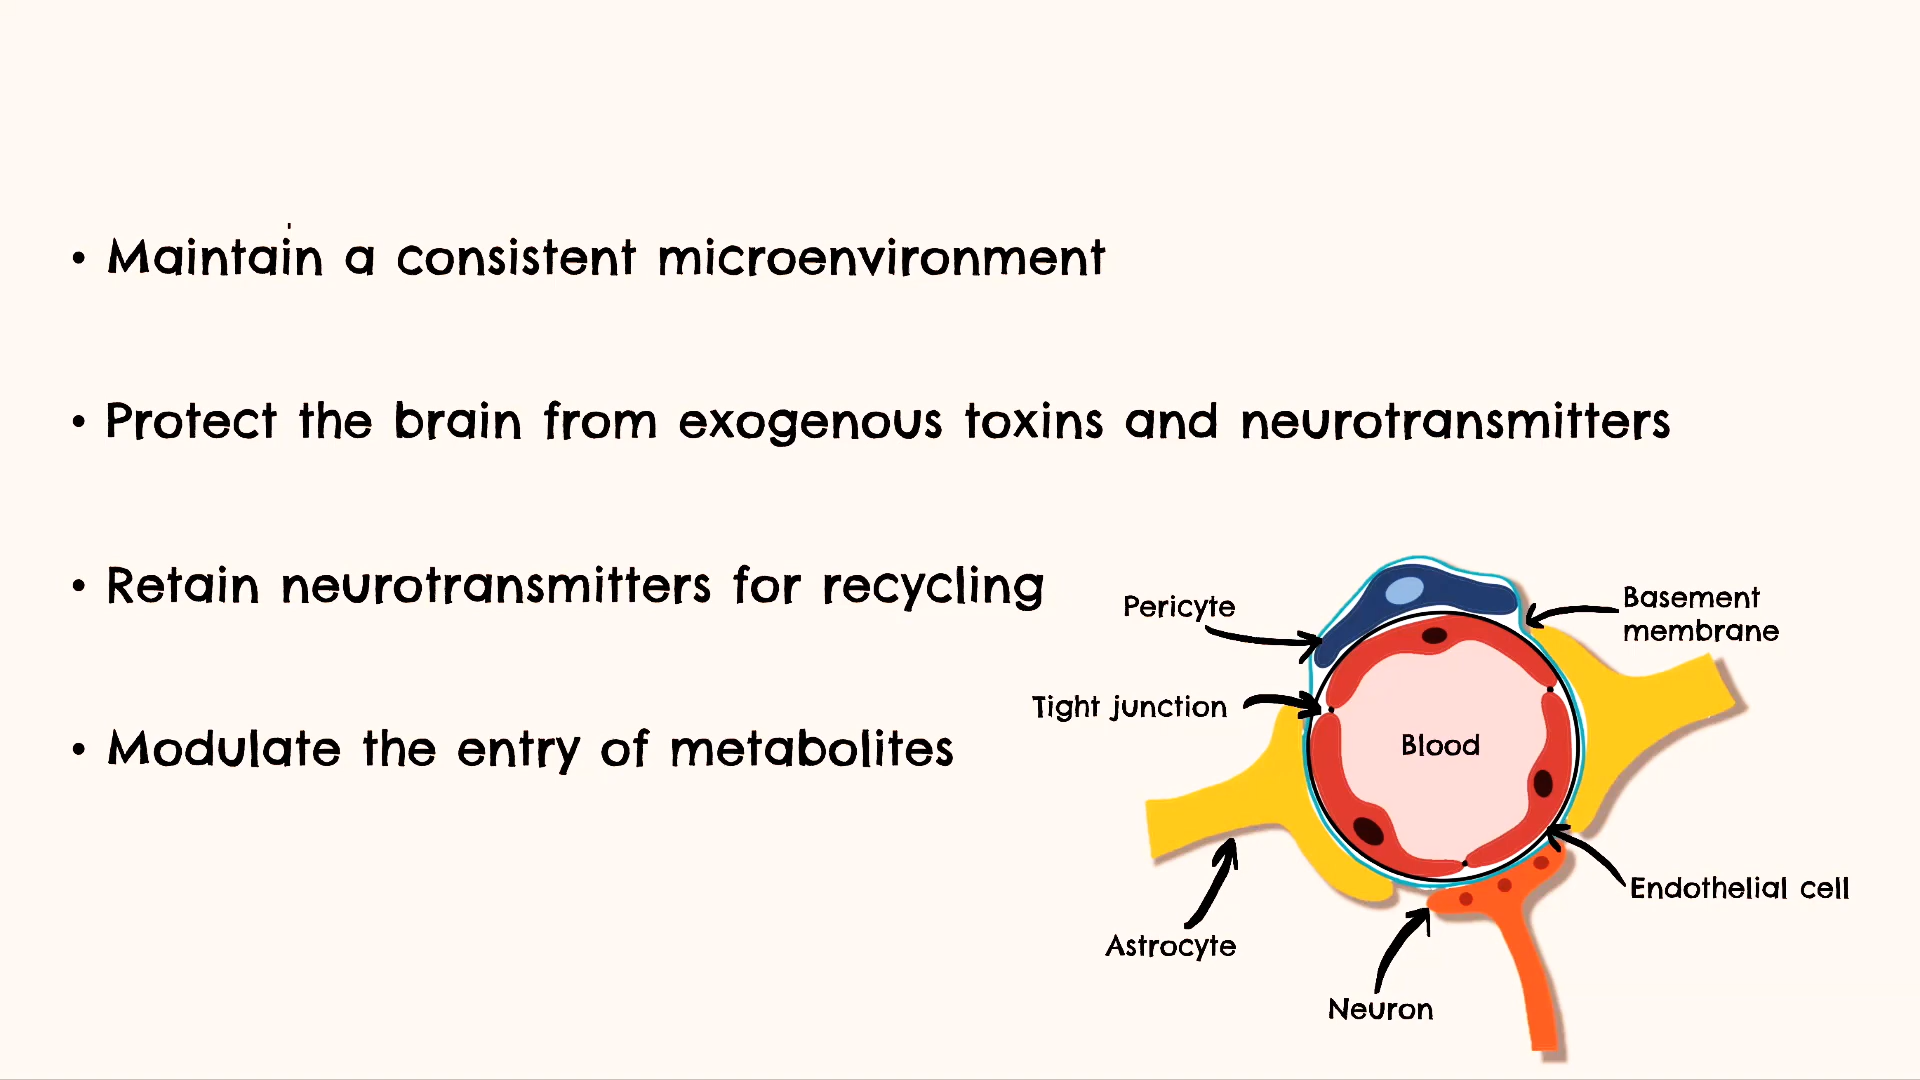 • Maintain a consistent microenvironment
• Protect the brain from exogenous toxins and neurotransmitters
• Retain neurotransmitters for recycling
• Modulate the entry of metabolites
Pericyte
Basement
membrane
Tight junction
Blood
Endothelial cell
Astrocyte
Neuron